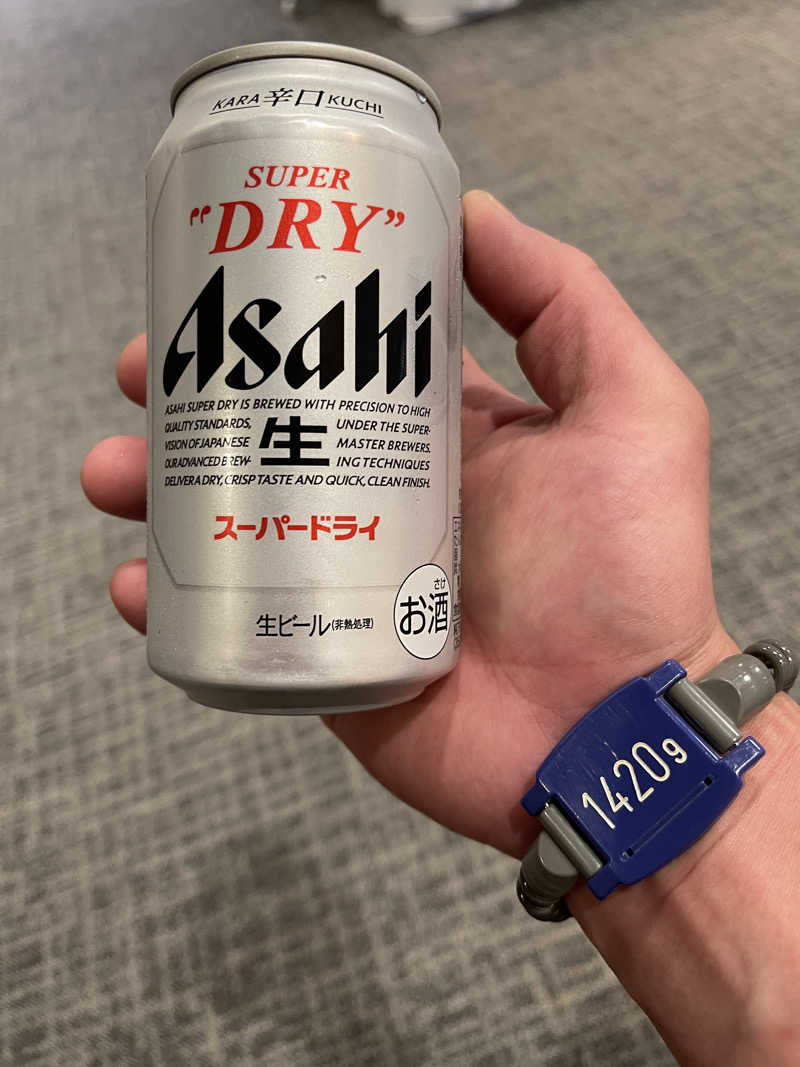 KARA 辛口 KUCHI
SUPER
"DRY"
Asahi
ASAHI SUPER DRY IS BREWED WITH PRECISION TO HIGH
QUALITY STANDARDS, UNDER THE SUPER-
VISION OF JAPANESE MASTER BREWERS.
OUR ADVANCED BREW- ING TECHNIQUES
DELIVER A DRY, CRISP TASTE AND QUICK, CLEAN FINISH.
生
スーパードライ
さけ
お酒
生ビール(非熱処理)
1420g